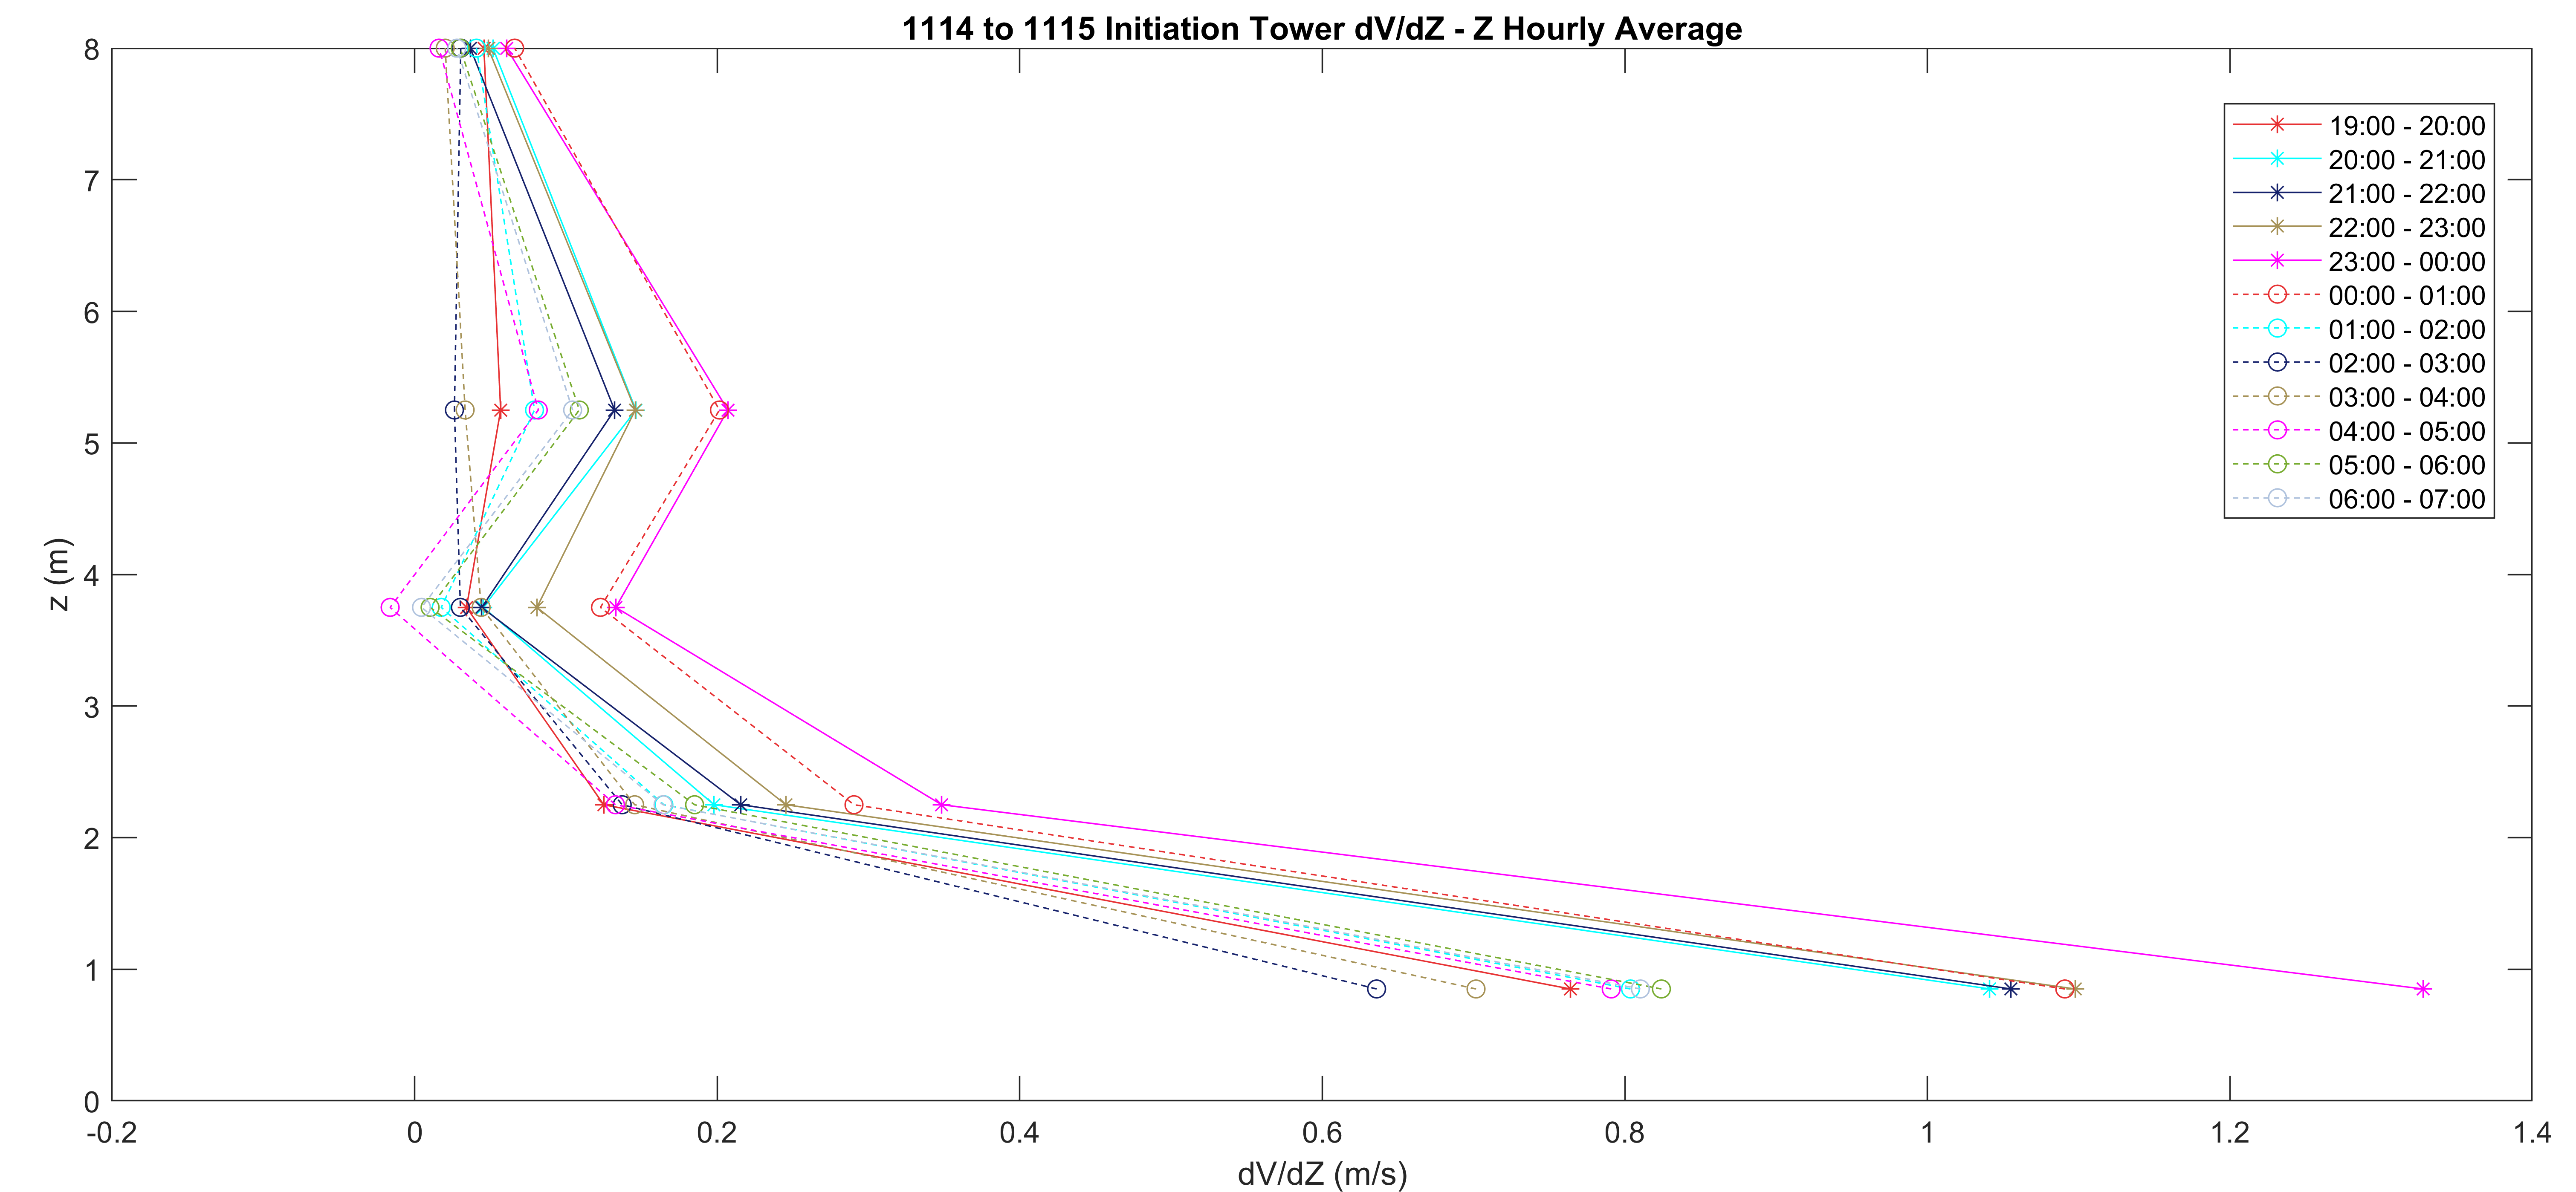 1114 to 1115 Initiation Tower dV/dZ - Z Hourly Average
8
7
6
5
4
3
2
1
0
z (m)
19:00 - 20:00
20:00 - 21:00
21:00 - 22:00
22:00 - 23:00
23:00 - 00:00
00:00 - 01:00
01:00 - 02:00
02:00 - 03:00
03:00 - 04:00
04:00 - 05:00
05:00 - 06:00
06:00 - 07:00
-0.2 0 0.2 0.4 0.6 0.8 1 1.2 1.4
dV/dZ (m/s)